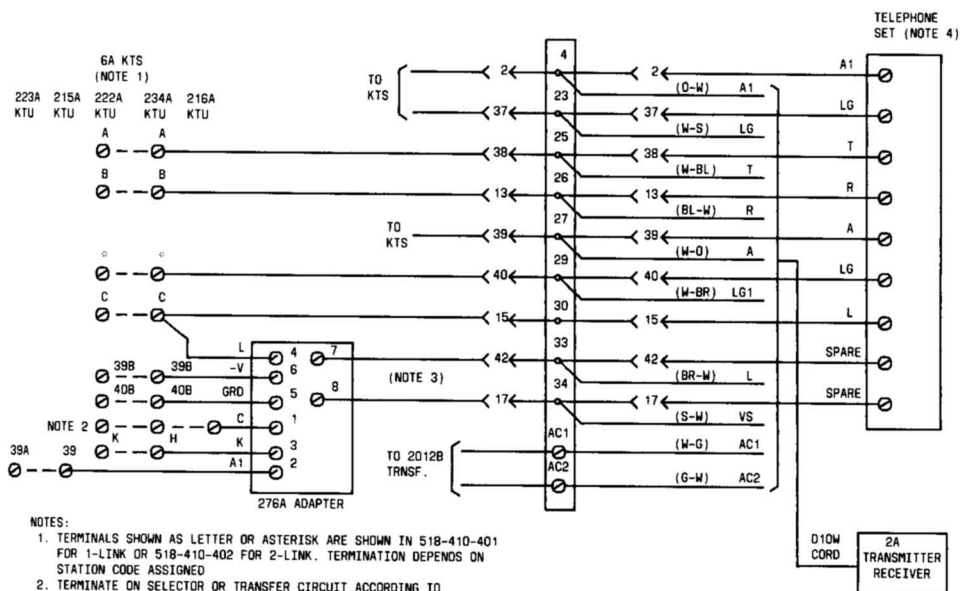 TELEPHONE
SET (NOTE 4)
6A KTS
(NOTE 1)
223A 215A 222A 234A 216A
KTU KTU KTU KTU KTU
TO
KTS
4
2 2 A1
(O-W) A1
23
37 37 LG
(W-S) LG
A A
25
38 38 T
(W-BL) T
B B
26
13 13 R
(BL-W) R
TO
KTS
27
39 39 A
(W-O) A
* *
29
40 40 LG
(W-BR) LG1
C C
30
15 15 L
L 4 7
33
42 42 SPARE
(NOTE 3)
(BR-W) L
39B 39B -V 6
40B 40B GRD 5 8
34
17 17 SPARE
(S-W) VS
NOTE 2 C 1
K H K 3
39A 39 A1 2
276A ADAPTER
TO 2012B
TRNSF.
AC1 (W-G) AC1
AC2 (G-W) AC2
D10W
CORD
2A
TRANSMITTER
RECEIVER
NOTES:
1. TERMINALS SHOWN AS LETTER OR ASTERISK ARE SHOWN IN 518-410-401
FOR 1-LINK OR 518-410-402 FOR 2-LINK. TERMINATION DEPENDS ON
STATION CODE ASSIGNED
2. TERMINATE ON SELECTOR OR TRANSFER CIRCUIT ACCORDING TO